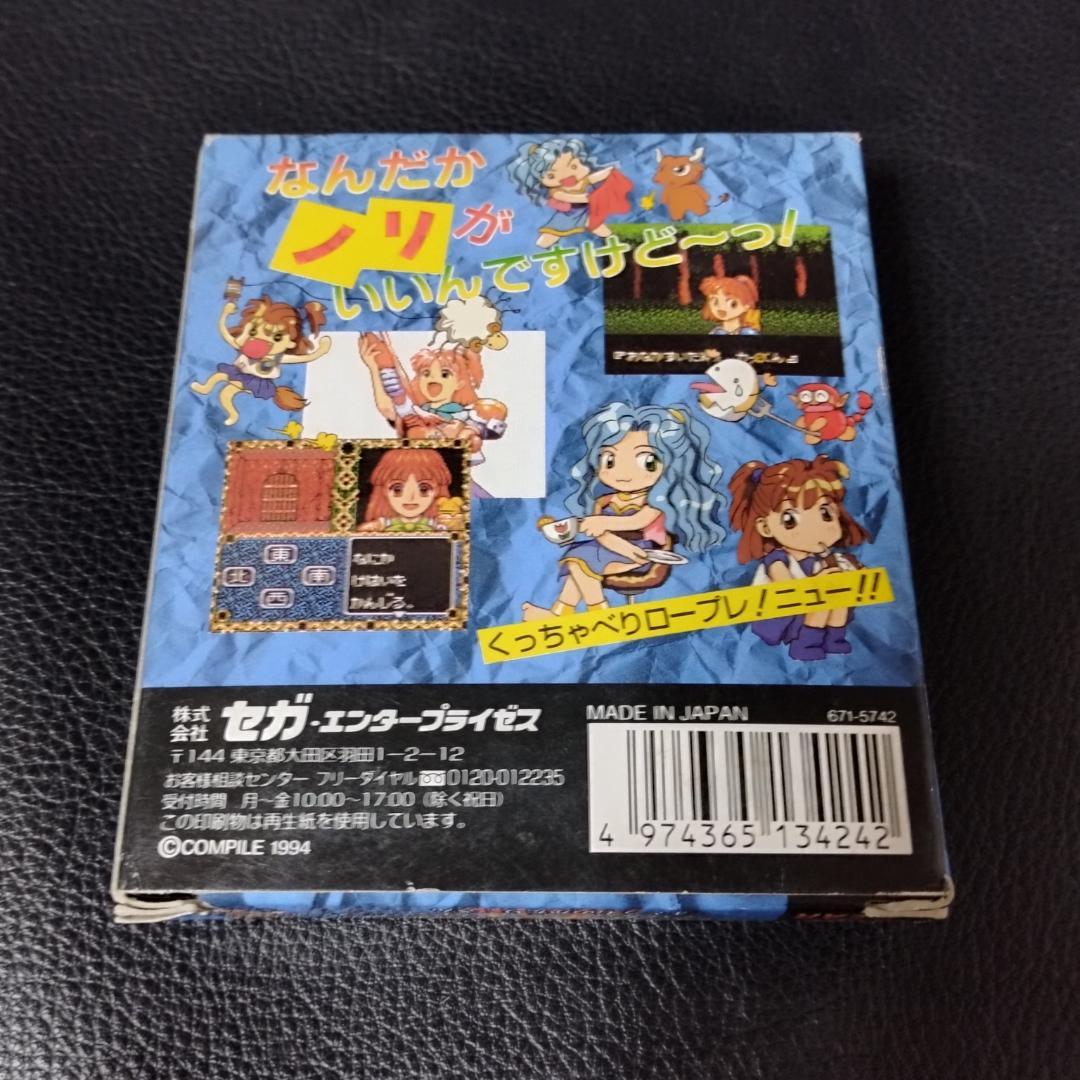 なんだか
ノリが
いいんですけど〜っ!
なにか
けはいを
かんじる。
東
北 南
西
くっちゃべりロープレ!ニュー!!
株式会社 セガ・エンタープライゼス
〒144 東京都大田区羽田1-2-12
お客様相談センター フリーダイヤル 0120-012235
受付時間 月〜金10:00〜17:00(除く祝日)
この印刷物は再生紙を使用しています。
©COMPILE 1994
MADE IN JAPAN 671-5742
4 974365 134242